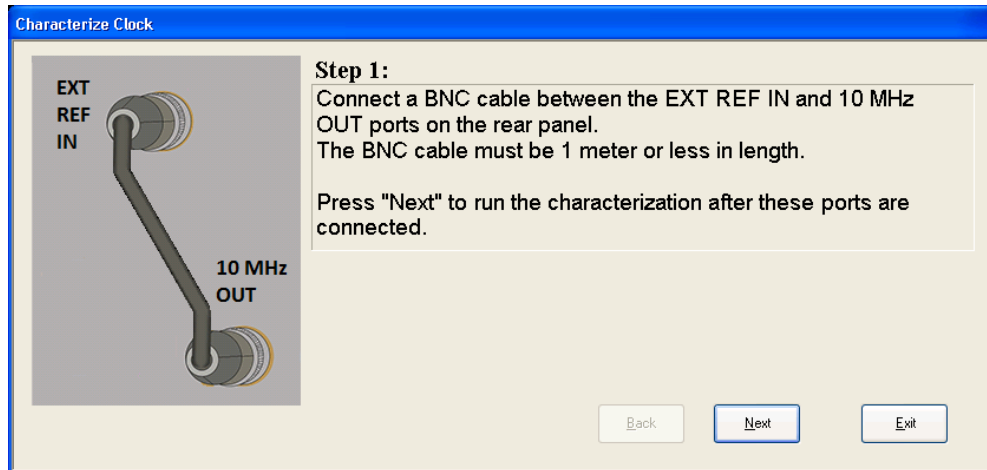 Characterize Clock
EXT
REF
IN
10 MHz
OUT
Step 1:
Connect a BNC cable between the EXT REF IN and 10 MHz
OUT ports on the rear panel.
The BNC cable must be 1 meter or less in length.
Press "Next" to run the characterization after these ports are
connected.
Back
Next
Exit